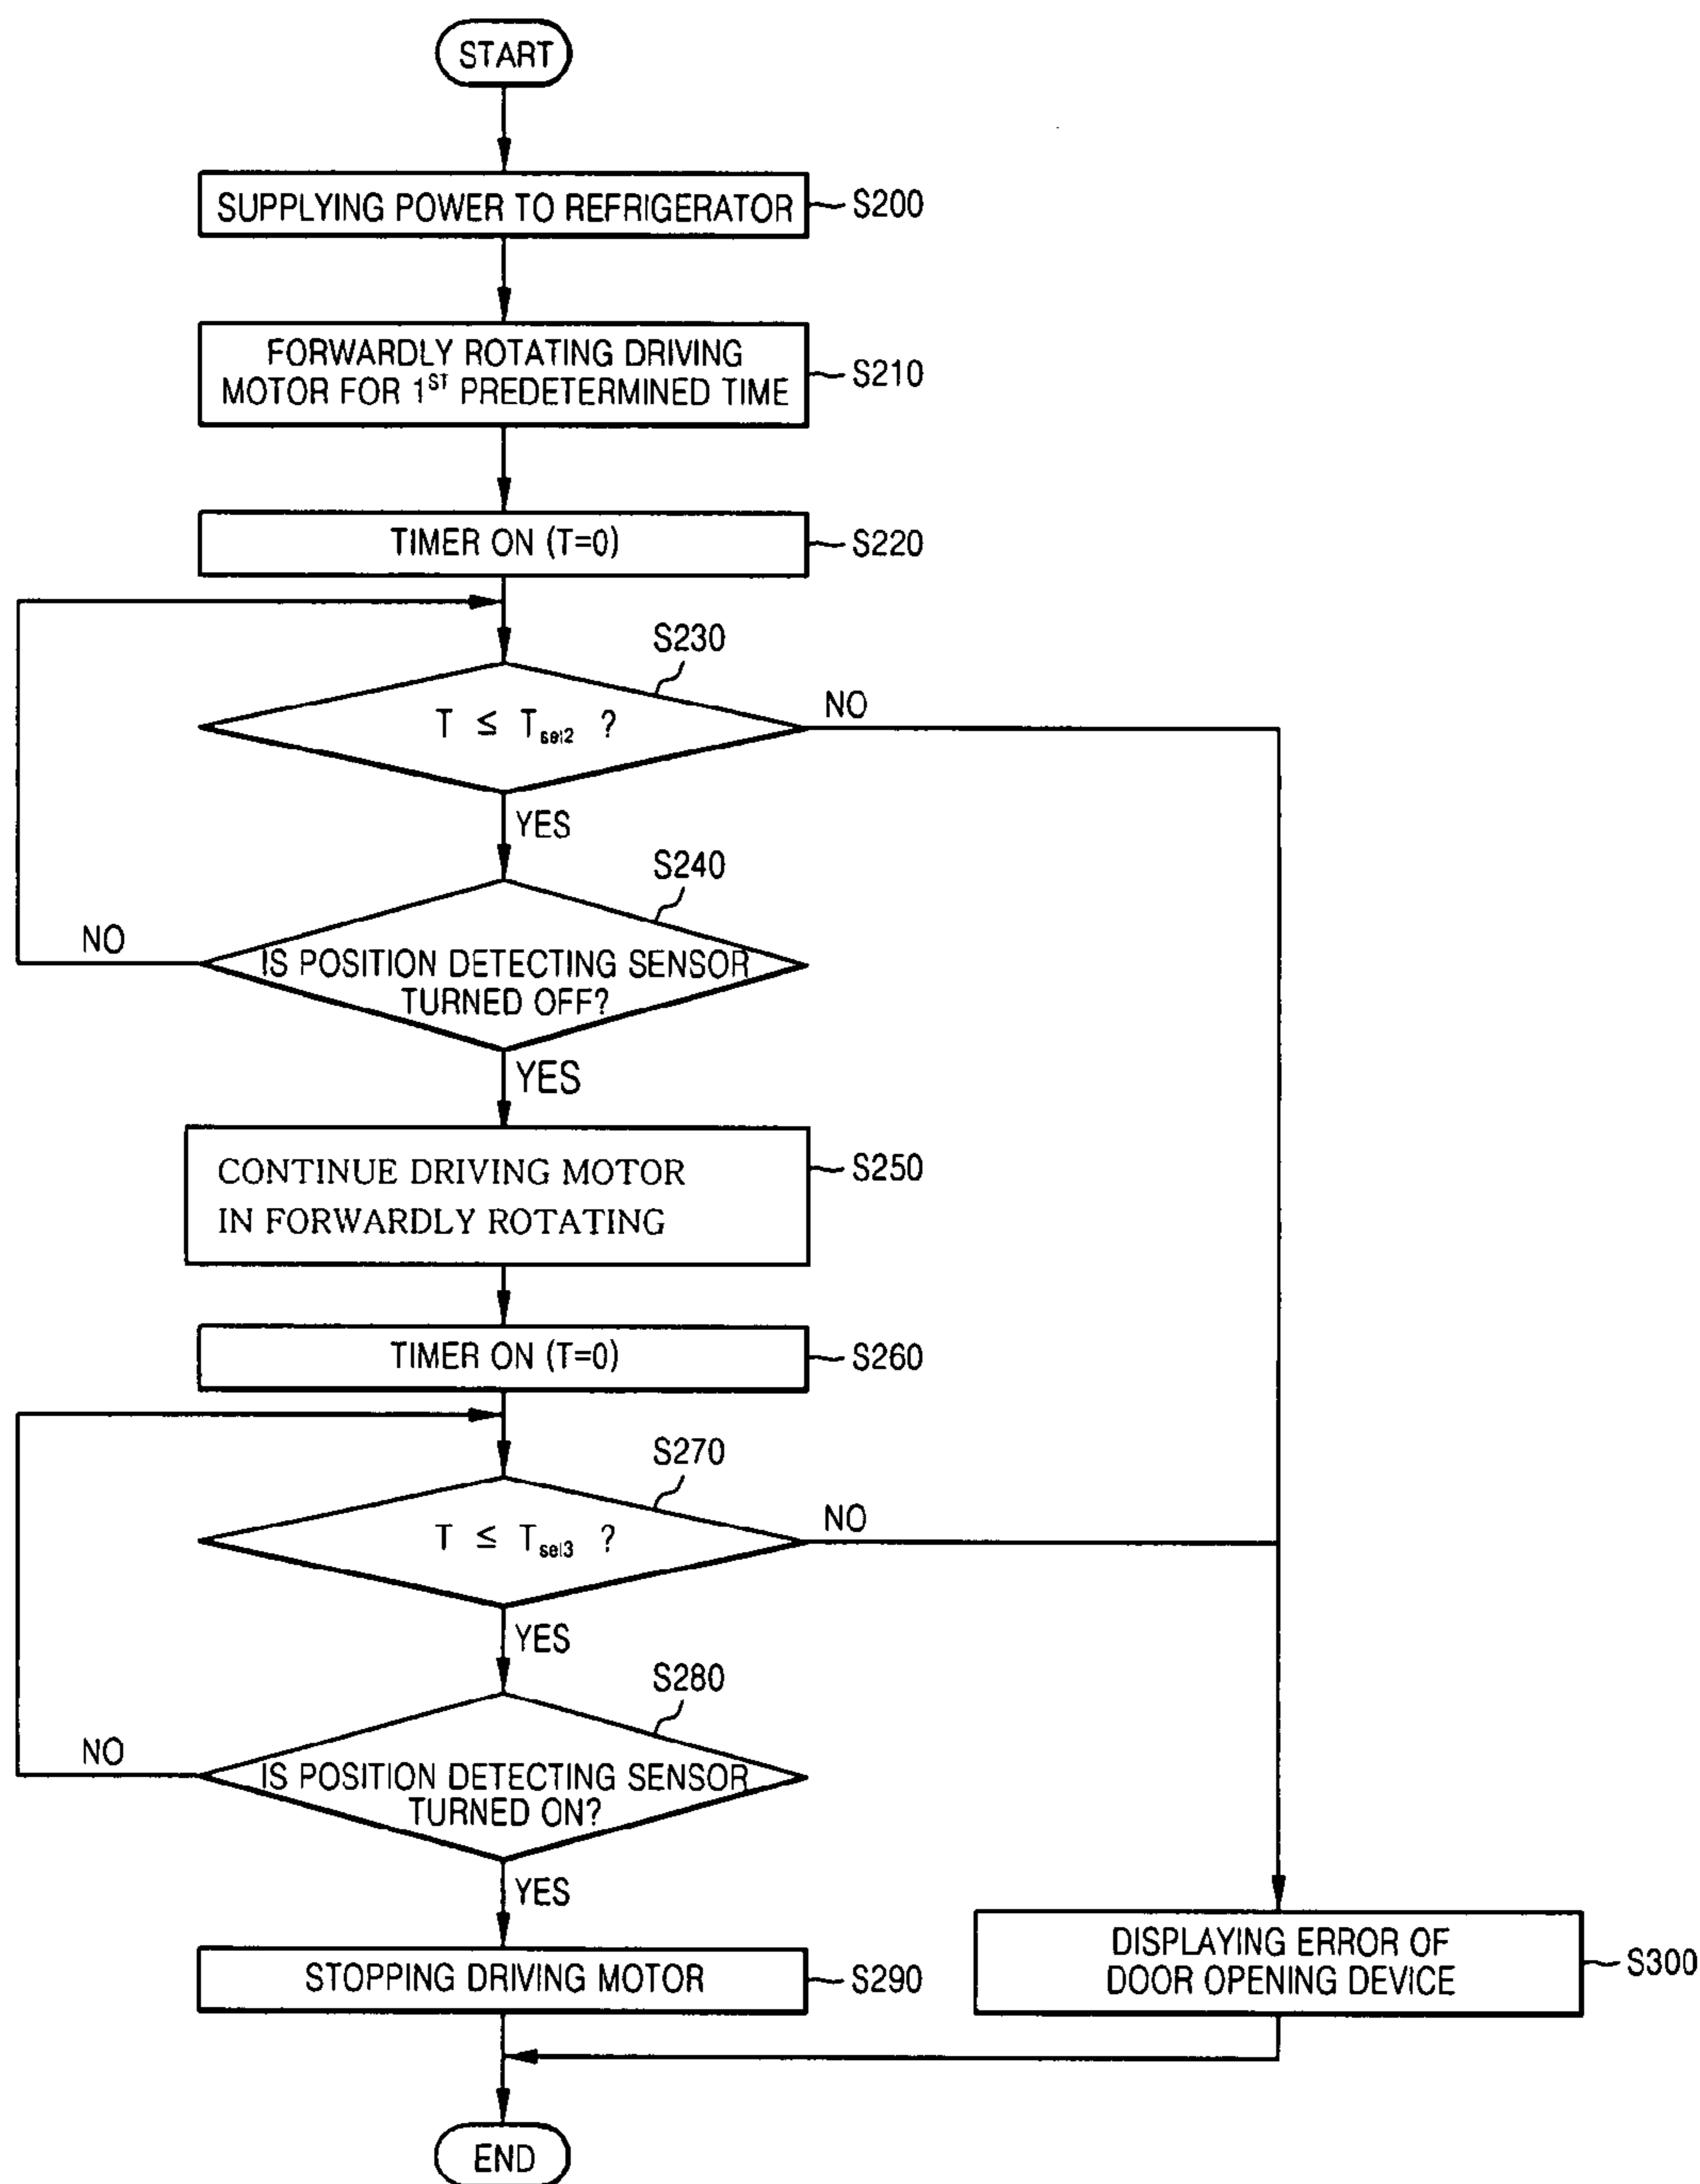 START
SUPPLYING POWER TO REFRIGERATOR
S200
FORWARDLY ROTATING DRIVING
MOTOR FOR 1ST PREDETERMINED TIME
S210
TIMER ON (T=0)
S220
S230
T ≤ Tset2 ?
NO
YES
S240
NO
IS POSITION DETECTING SENSOR
TURNED OFF?
YES
CONTINUE DRIVING MOTOR
IN FORWARDLY ROTATING
S250
TIMER ON (T=0)
S260
S270
T ≤ Tset3 ?
NO
YES
S280
NO
IS POSITION DETECTING SENSOR
TURNED ON?
YES
STOPPING DRIVING MOTOR
S290
DISPLAYING ERROR OF
DOOR OPENING DEVICE
S300
END